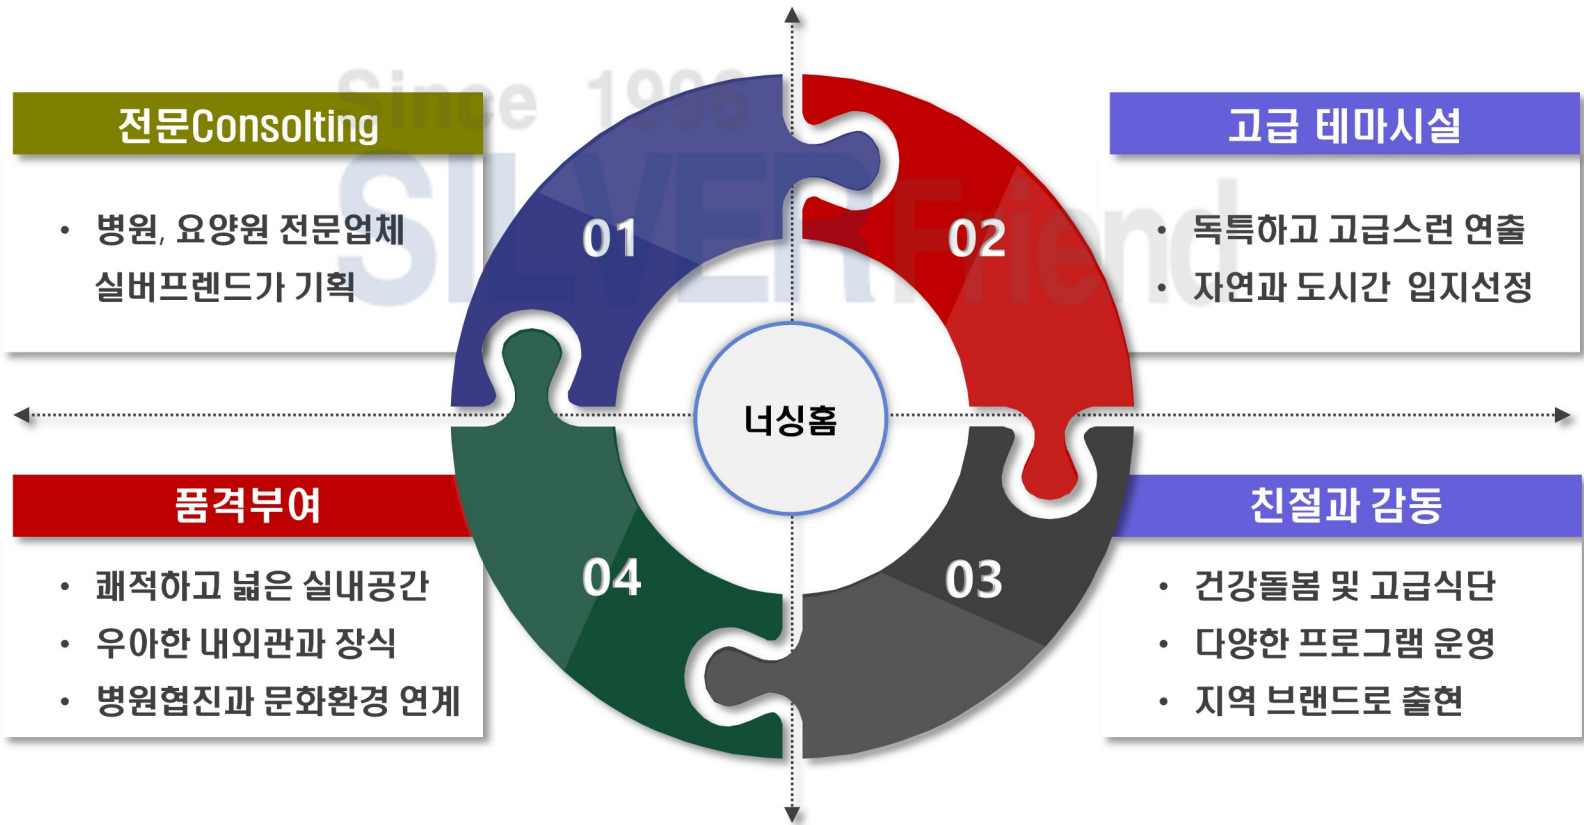 Since 1996
SILVER Friend
전문Consolting
• 병원, 요양원 전문업체
실버프렌드가 기획
01
02
고급 테마시설
• 독특하고 고급스런 연출
• 자연과 도시간 입지선정
너싱홈
품격부여
• 쾌적하고 넓은 실내공간
• 우아한 내외관과 장식
• 병원협진과 문화환경 연계
04
03
친절과 감동
• 건강돌봄 및 고급식단
• 다양한 프로그램 운영
• 지역 브랜드로 출현